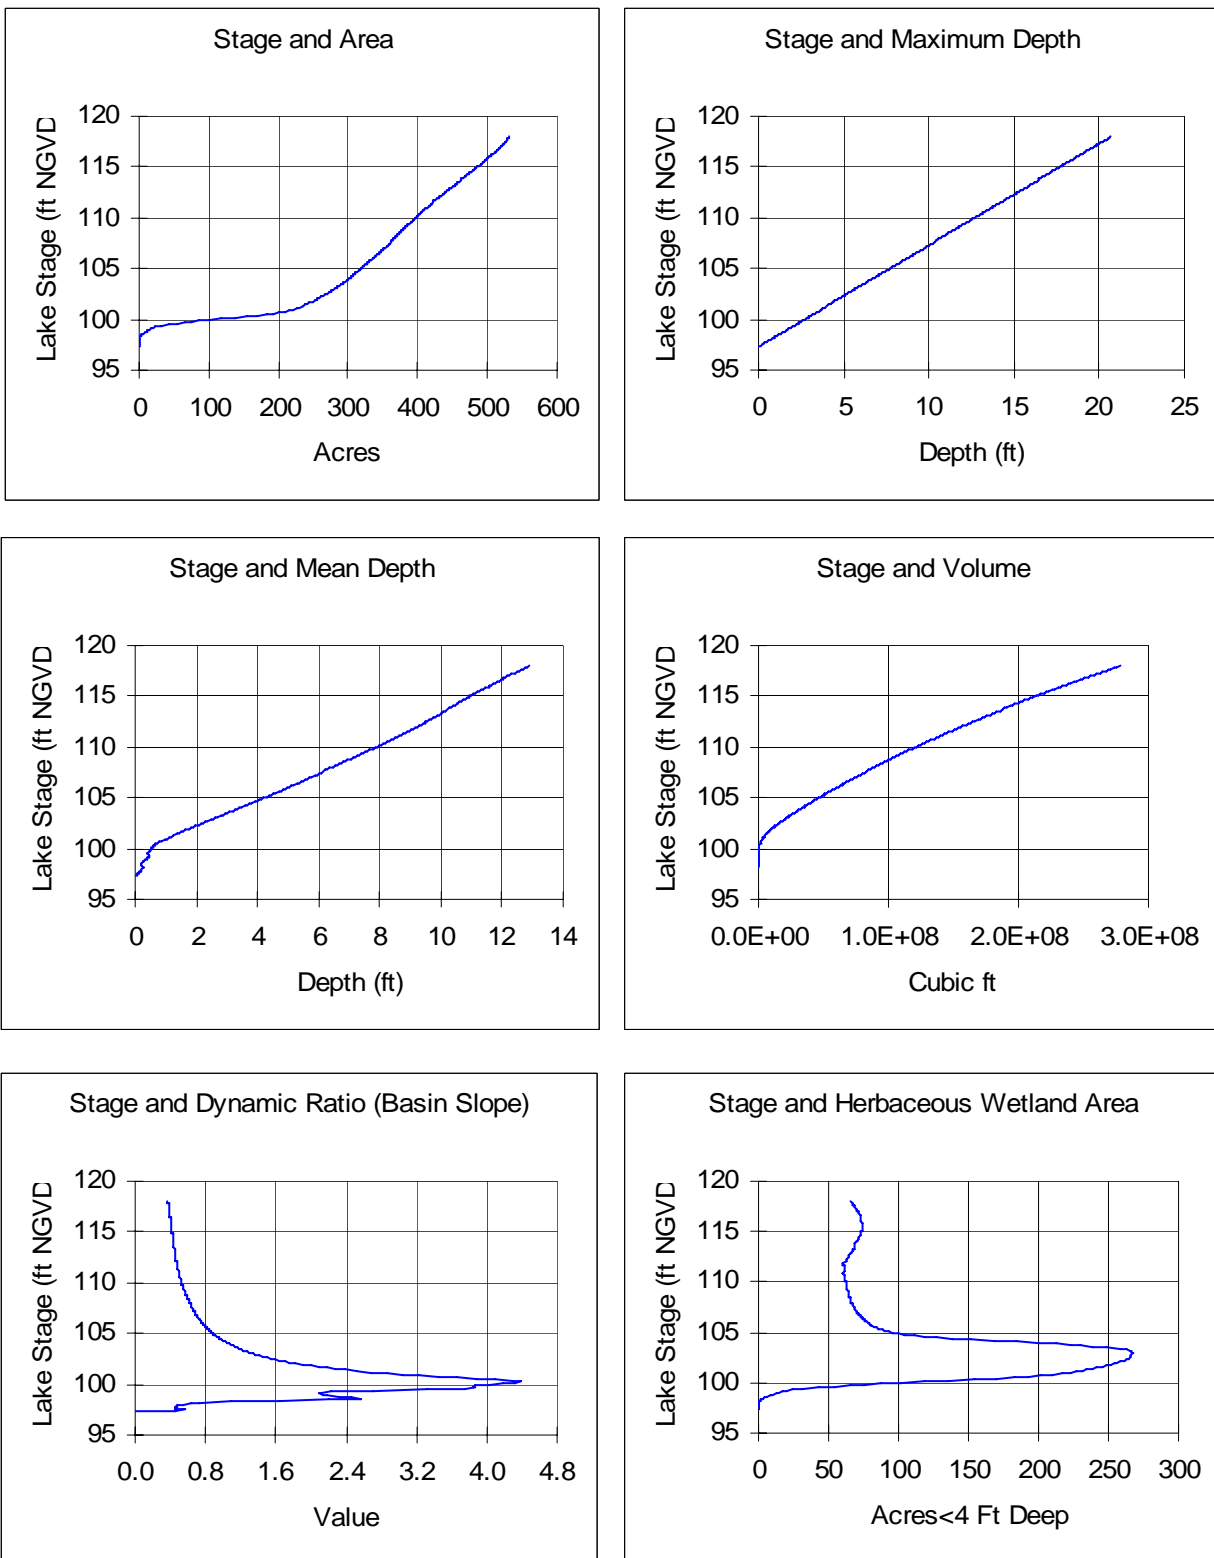 Stage and Area
120
115
110
105
100
95
Lake Stage (ft NGVD
0 100 200 300 400 500 600
Acres
Stage and Maximum Depth
120
115
110
105
100
95
Lake Stage (ft NGVD
0 5 10 15 20 25
Depth (ft)
Stage and Mean Depth
120
115
110
105
100
95
Lake Stage (ft NGVD
0 2 4 6 8 10 12 14
Depth (ft)
Stage and Volume
120
115
110
105
100
95
Lake Stage (ft NGVD
0.0E+00 1.0E+08 2.0E+08 3.0E+08
Cubic ft
Stage and Dynamic Ratio (Basin Slope)
120
115
110
105
100
95
Lake Stage (ft NGVD
0.0 0.8 1.6 2.4 3.2 4.0 4.8
Value
Stage and Herbaceous Wetland Area
120
115
110
105
100
95
Lake Stage (ft NGVD
0 50 100 150 200 250 300
Acres<4 Ft Deep